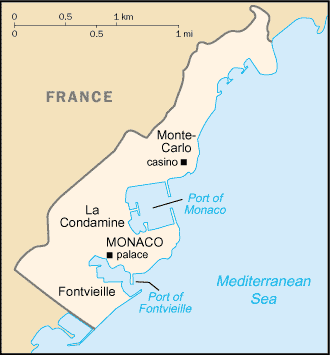 0 0.5 1 km
0 0.5 1 mi
FRANCE
Monte-
Carlo
casino
Port of
Monaco
La
Condamine
MONACO
palace
Fontvieille
Port of
Fontvieille
Mediterranean
Sea